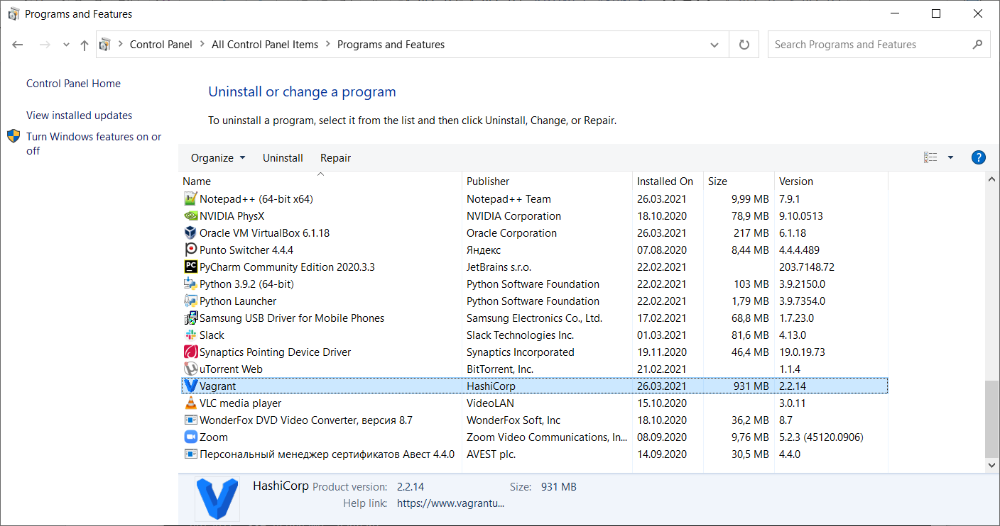 Programs and Features
Control Panel > All Control Panel Items > Programs and Features
Search Programs and Features
Control Panel Home
View installed updates
Turn Windows features on or
off
Uninstall or change a program
To uninstall a program, select it from the list and then click Uninstall, Change, or Repair.
Organize Uninstall Repair
?
Name Publisher Installed On Size Version
Notepad++ (64-bit x64) Notepad++ Team 26.03.2021 9,99 MB 7.9.1
NVIDIA PhysX NVIDIA Corporation 18.10.2020 78,9 MB 9.10.0513
Oracle VM VirtualBox 6.1.18 Oracle Corporation 26.03.2021 217 MB 6.1.18
Punto Switcher 4.4.4 Яндекс 07.08.2020 8,44 MB 4.4.4.489
PC PyCharm Community Edition 2020.3.3 JetBrains s.r.o. 22.02.2021 203.7148.72
Python 3.9.2 (64-bit) Python Software Foundation 22.02.2021 103 MB 3.9.2150.0
Python Launcher Python Software Foundation 22.02.2021 1,79 MB 3.9.7354.0
Samsung USB Driver for Mobile Phones Samsung Electronics Co., Ltd. 17.02.2021 68,8 MB 1.7.23.0
Slack Slack Technologies Inc. 01.03.2021 81,6 MB 4.13.0
Synaptics Pointing Device Driver Synaptics Incorporated 19.11.2020 46,4 MB 19.0.19.73
uTorrent Web BitTorrent, Inc. 21.02.2021 1.1.4
Vagrant HashiCorp 26.03.2021 931 MB 2.2.14
VLC media player VideoLAN 15.10.2020 3.0.11
WonderFox DVD Video Converter, версия 8.7 WonderFox Soft, Inc 18.10.2020 36,2 MB 8.7
Zoom Zoom Video Communications, In... 08.09.2020 9,76 MB 5.2.3 (45120.0906)
Персональный менеджер сертификатов Авест 4.4.0 AVEST plc. 14.09.2020 30,5 MB 4.4.0
HashiCorp Product version: 2.2.14 Size: 931 MB
Help link: https://www.vagrantu...